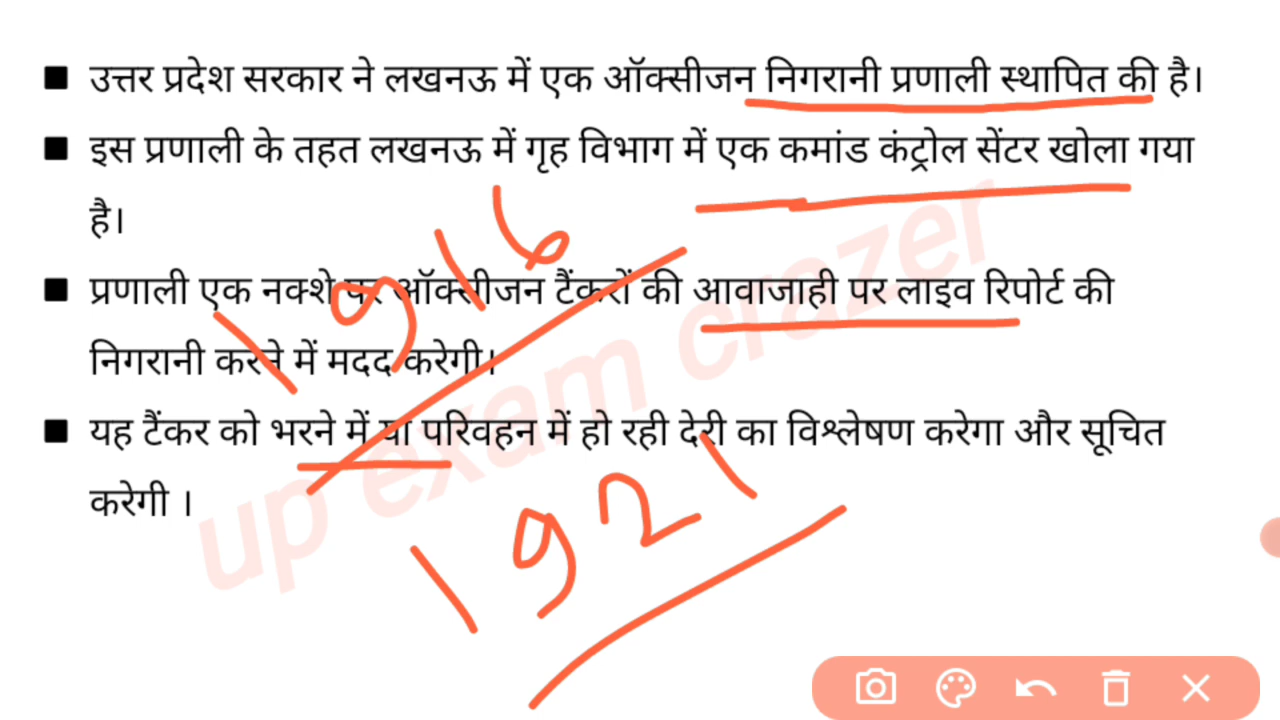 ■ उत्तर प्रदेश सरकार ने लखनऊ में एक ऑक्सीजन निगरानी प्रणाली स्थापित की है।
■ इस प्रणाली के तहत लखनऊ में गृह विभाग में एक कमांड कंट्रोल सेंटर खोला गया
है।
■ प्रणाली एक नक्शे पर ऑक्सीजन टैंकरों की आवाजाही पर लाइव रिपोर्ट की
निगरानी करने में मदद करेगी।
■ यह टैंकर को भरने में या परिवहन में हो रही देरी का विश्लेषण करेगा और सूचित
करेगी ।
1916
1921
up exam crazer